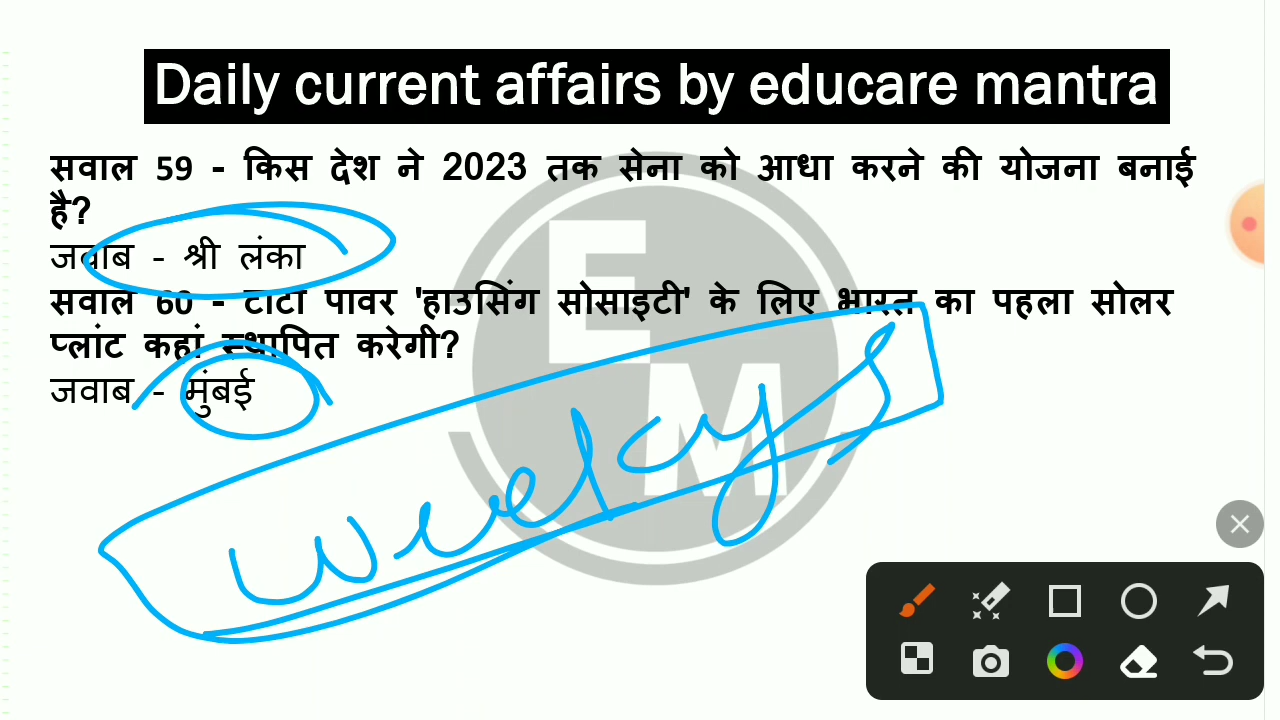 Daily current affairs by educare mantra
सवाल 59 - किस देश ने 2023 तक सेना को आधा करने की योजना बनाई
है?
जवाब - श्री लंका
सवाल 60 - टाटा पावर 'हाउसिंग सोसाइटी' के लिए भारत का पहला सोलर
प्लांट कहां स्थापित करेगी?
जवाब - मुंबई
E
M